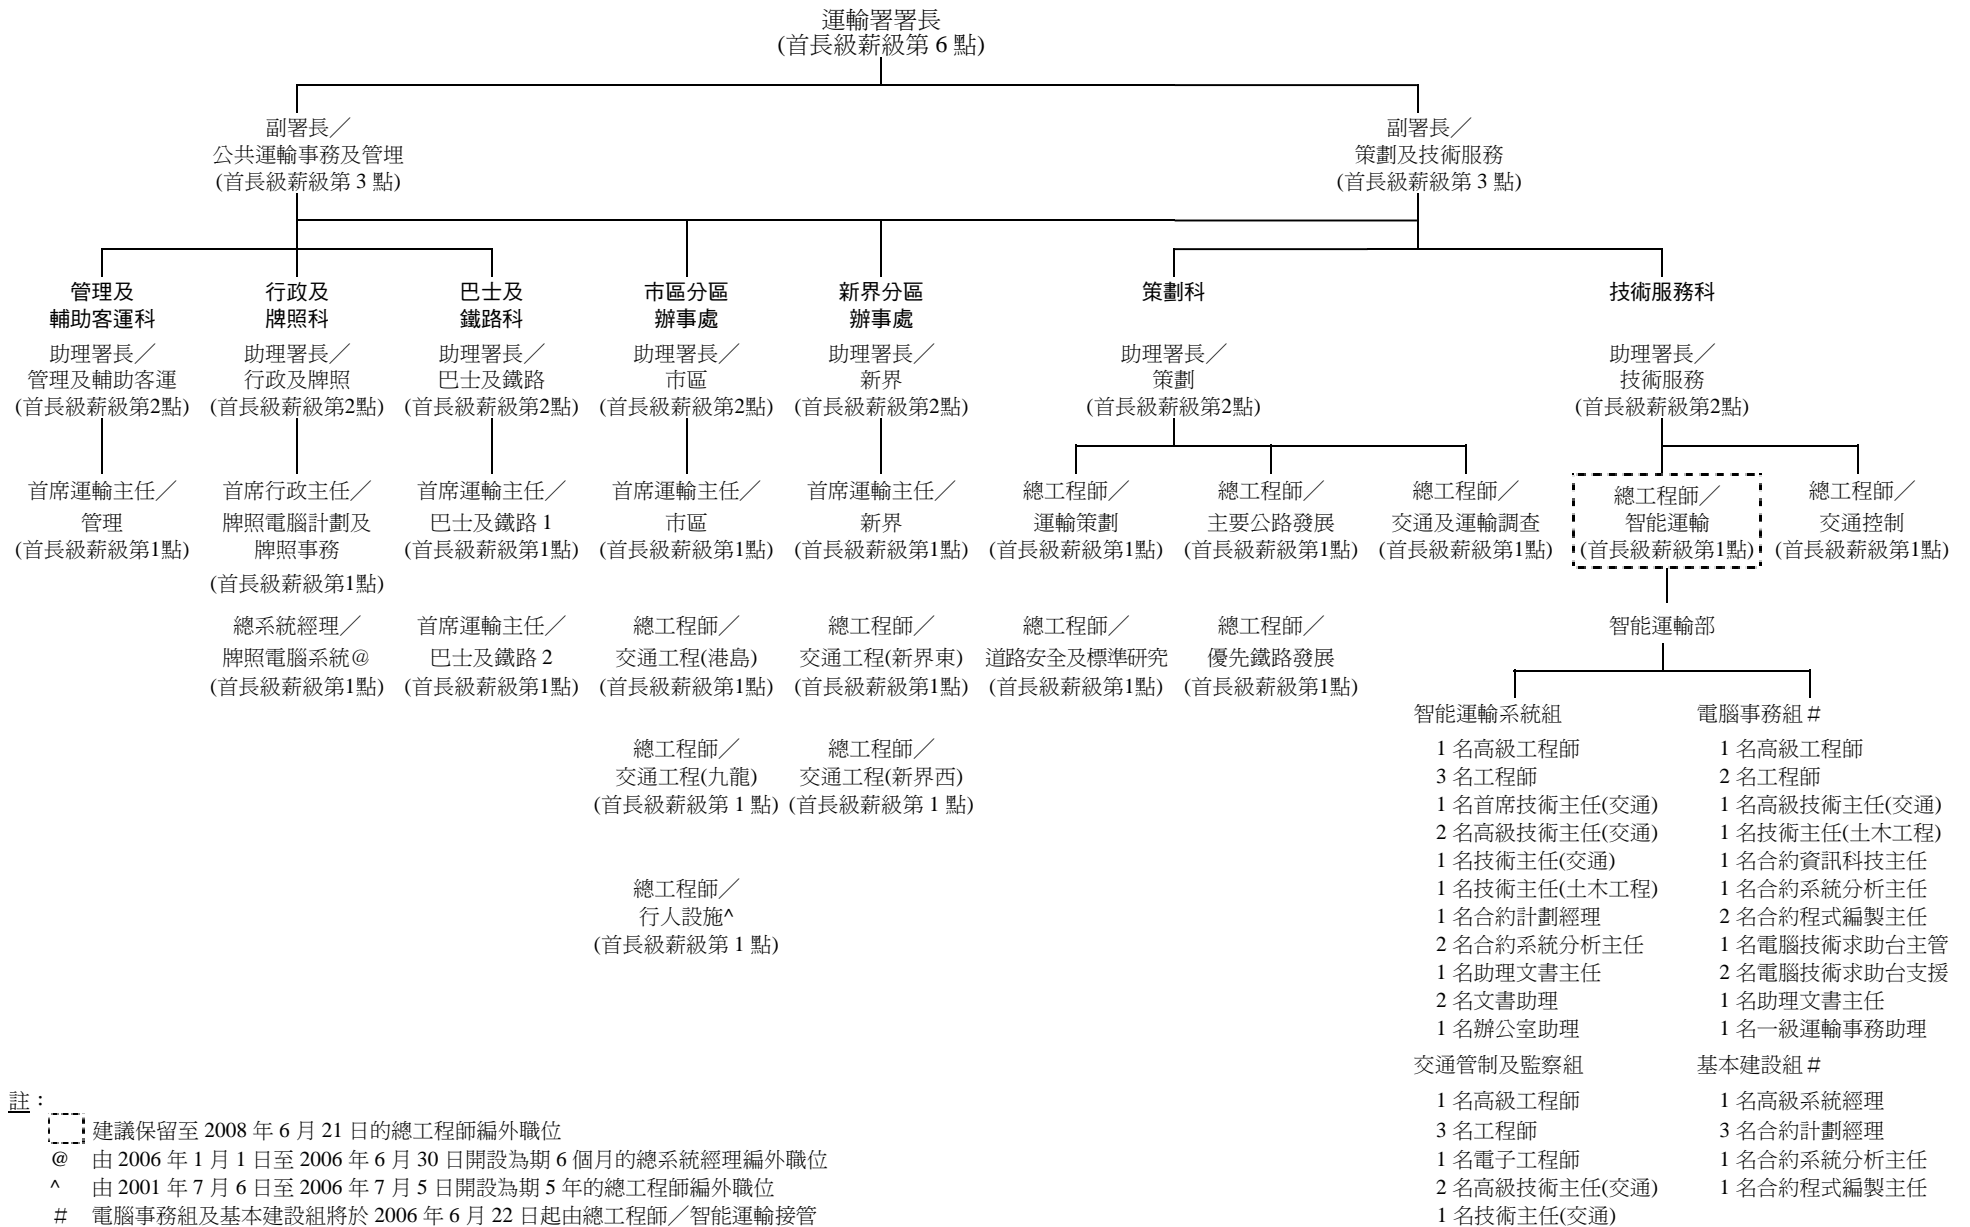 運輸署署長
(首長級薪級第 6 點)
副署長／
公共運輸事務及管埋
(首長級薪級第 3 點)
副署長／
策劃及技術服務
(首長級薪級第 3 點)
管理及
輔助客運科
助理署長／
管理及輔助客運
(首長級薪級第2點)
首席運輸主任／
管理
(首長級薪級第1點)
行政及
牌照科
助理署長／
行政及牌照
(首長級薪級第2點)
首席行政主任／
牌照電腦計劃及
牌照事務
(首長級薪級第1點)
總系統經理／
牌照電腦系統@
(首長級薪級第1點)
巴士及
鐵路科
助理署長／
巴士及鐵路
(首長級薪級第2點)
首席運輸主任／
巴士及鐵路 1
(首長級薪級第1點)
首席運輸主任／
巴士及鐵路 2
(首長級薪級第1點)
市區分區
辦事處
助理署長／
市區
(首長級薪級第2點)
首席運輸主任／
市區
(首長級薪級第1點)
總工程師／
交通工程(港島)
(首長級薪級第1點)
總工程師／
交通工程(九龍)
(首長級薪級第 1 點)
總工程師／
行人設施^
(首長級薪級第 1 點)
新界分區
辦事處
助理署長／
新界
(首長級薪級第2點)
首席運輸主任／
新界
(首長級薪級第1點)
總工程師／
交通工程(新界東)
(首長級薪級第1點)
總工程師／
交通工程(新界西)
(首長級薪級第 1 點)
策劃科
助理署長／
策劃
(首長級薪級第2點)
總工程師／
運輸策劃
(首長級薪級第1點)
總工程師／
道路安全及標準研究
(首長級薪級第1點)
總工程師／
主要公路發展
(首長級薪級第1點)
總工程師／
優先鐵路發展
(首長級薪級第1點)
總工程師／
交通及運輸調查
(首長級薪級第1點)
技術服務科
助理署長／
技術服務
(首長級薪級第2點)
總工程師／
智能運輸
(首長級薪級第1點)
總工程師／
交通控制
(首長級薪級第1點)
智能運輸部
智能運輸系統組
1 名高級工程師
3 名工程師
1 名首席技術主任(交通)
2 名高級技術主任(交通)
1 名技術主任(交通)
1 名技術主任(土木工程)
1 名合約計劃經理
2 名合約系統分析主任
1 名助理文書主任
2 名文書助理
1 名辦公室助理
交通管制及監察組
1 名高級工程師
3 名工程師
1 名電子工程師
2 名高級技術主任(交通)
1 名技術主任(交通)
電腦事務組＃
1 名高級工程師
2 名工程師
1 名高級技術主任(交通)
1 名技術主任(土木工程)
1 名合約資訊科技主任
1 名合約系統分析主任
2 名合約程式編製主任
1 名電腦技術求助台主管
2 名電腦技術求助台支援
1 名助理文書主任
1 名一級運輸事務助理
基本建設組＃
1 名高級系統經理
3 名合約計劃經理
1 名合約系統分析主任
1 名合約程式編製主任
註：
建議保留至 2008 年 6 月 21 日的總工程師編外職位
@ 由 2006 年 1 月 1 日至 2006 年 6 月 30 日開設為期 6 個月的總系統經理編外職位
^ 由 2001 年 7 月 6 日至 2006 年 7 月 5 日開設為期 5 年的總工程師編外職位
＃ 電腦事務組及基本建設組將於 2006 年 6 月 22 日起由總工程師／智能運輸接管